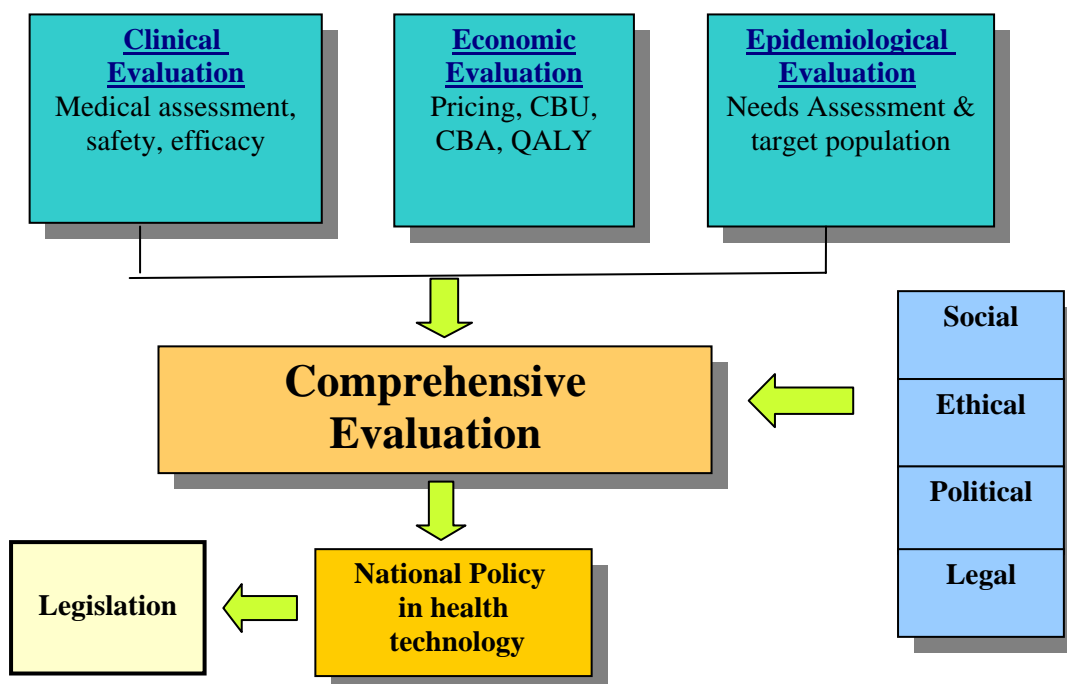 Clinical
Evaluation
Medical assessment,
safety, efficacy
Economic
Evaluation
Pricing, CBU,
CBA, QALY
Epidemiological
Evaluation
Needs Assessment &
target population
Comprehensive
Evaluation
Social
Ethical
Political
Legal
National Policy
in health
technology
Legislation